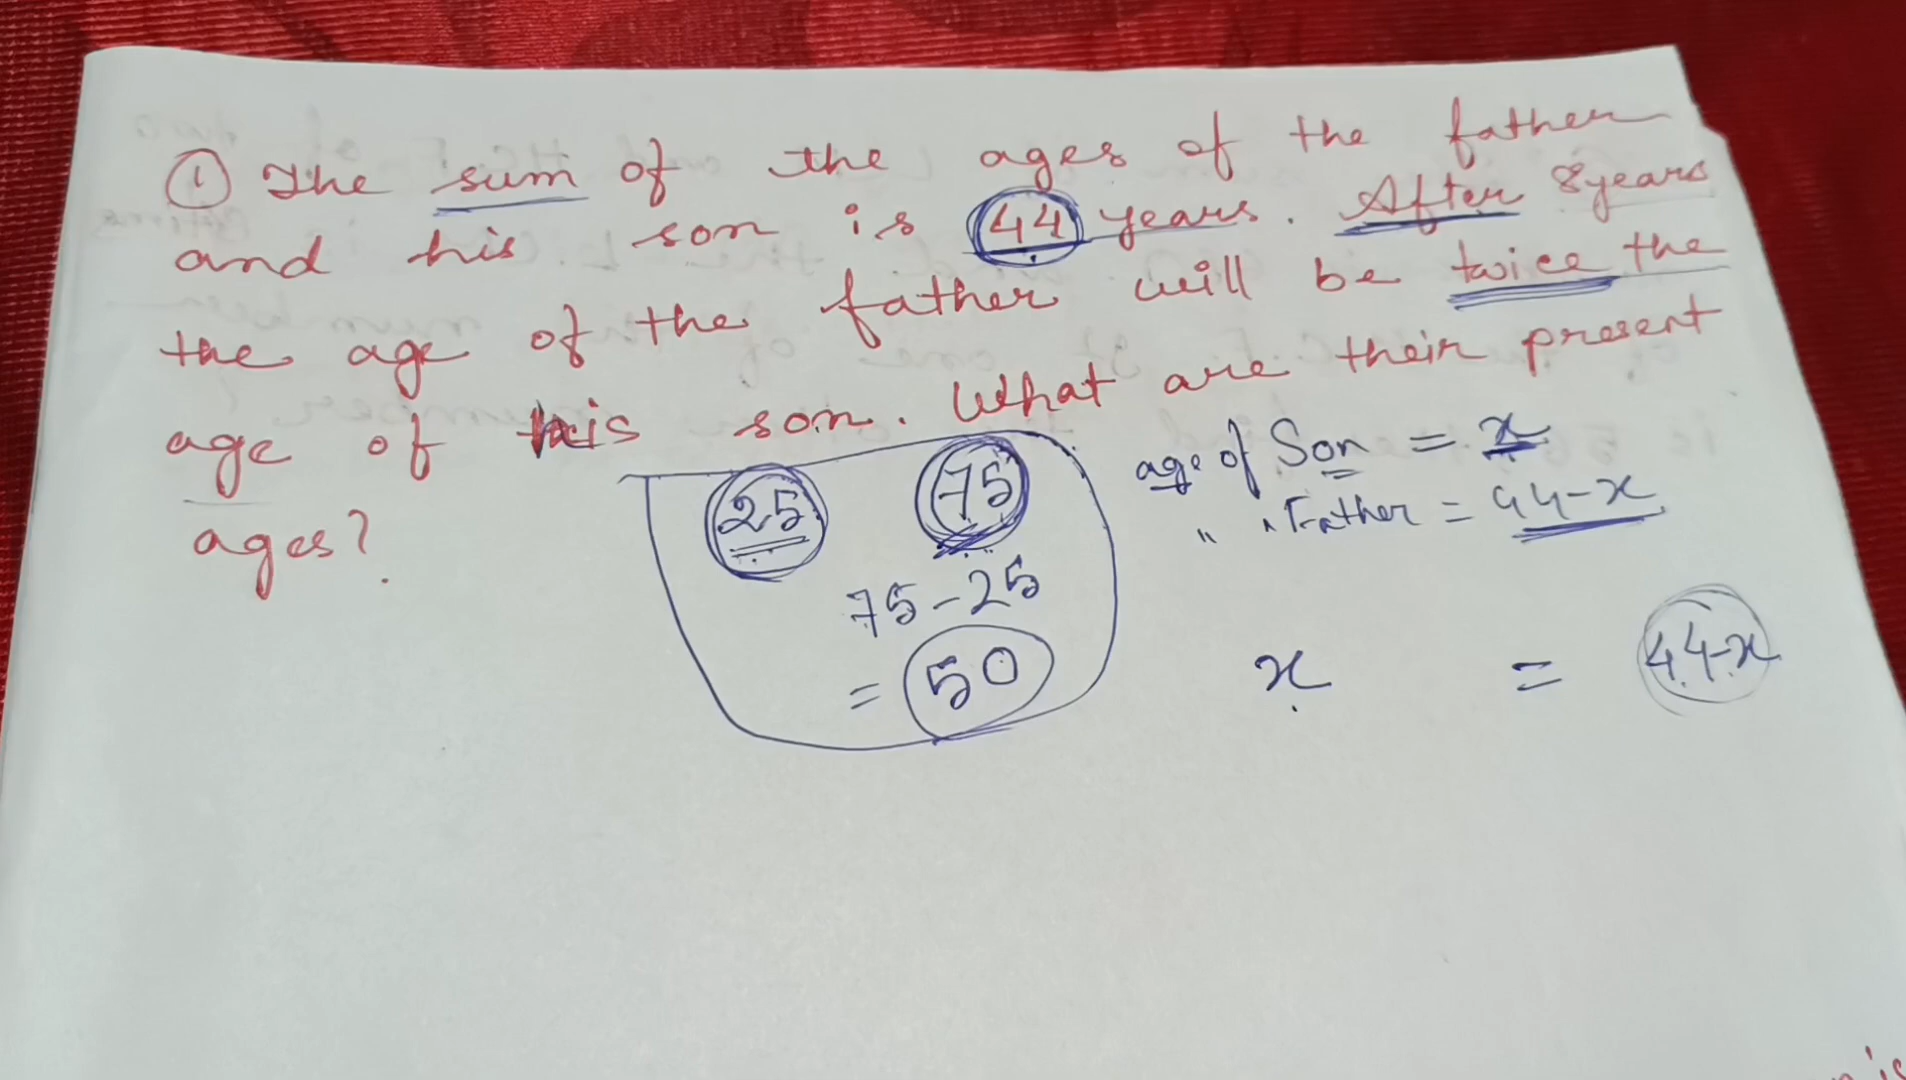 ① The sum of the ages of the father
and his son is 44 years. After 8 years
the age of the father will be twice the
age of his son. What are their present
ages?
age of Son = x
" " Father = 44-x
25 75
75-25
= 50
x = 44-x